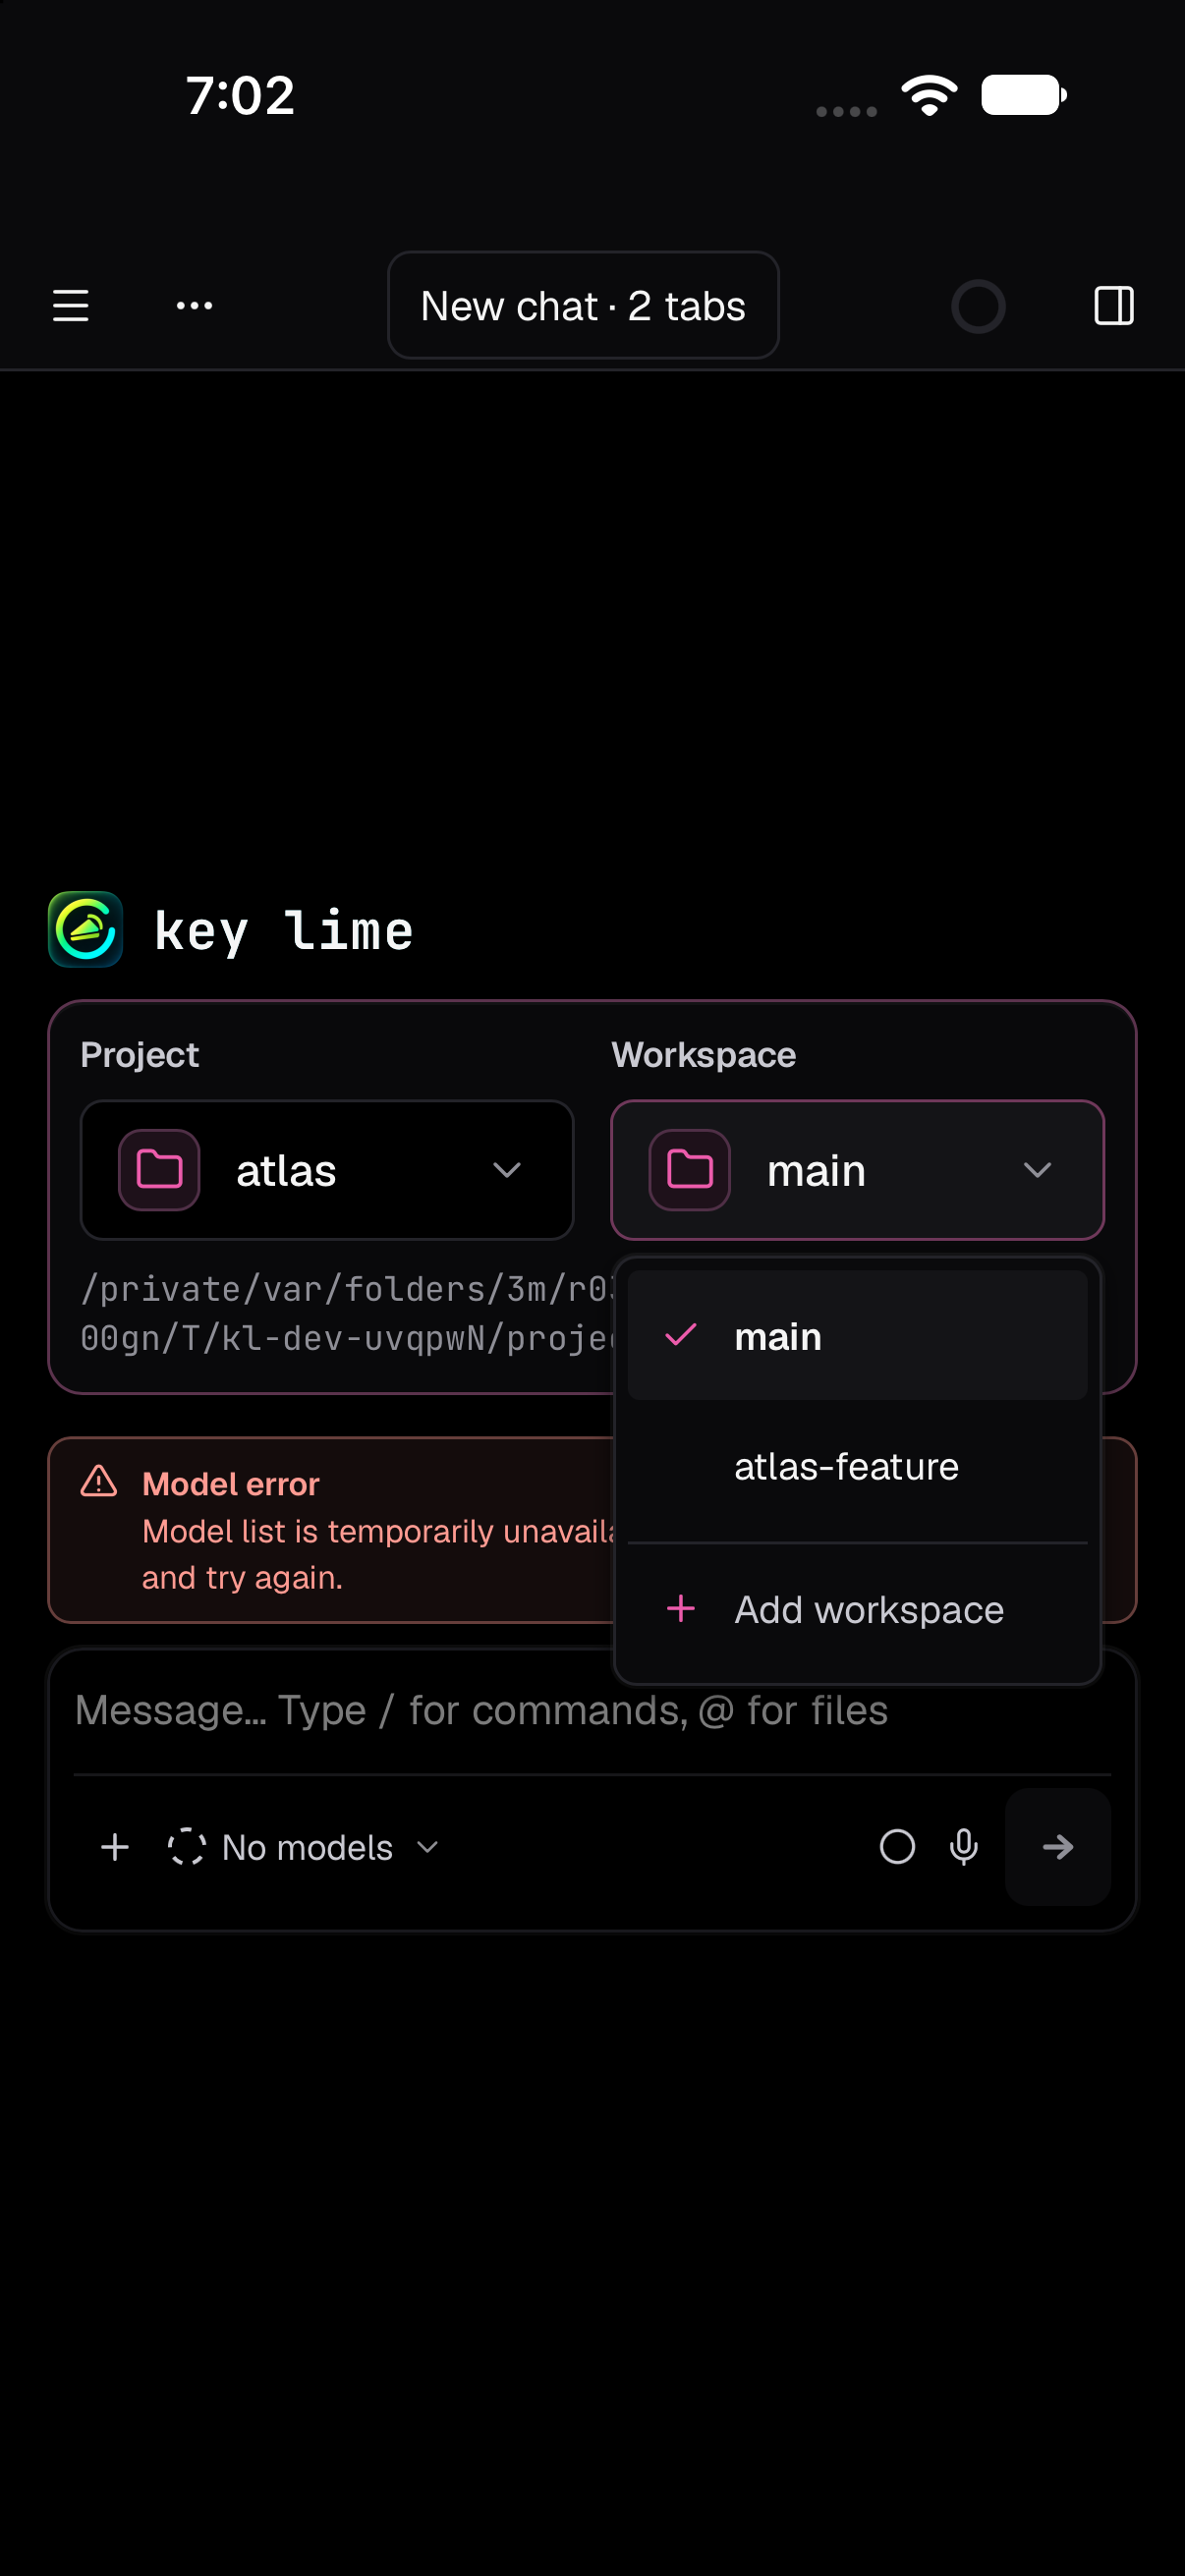 7:02
New chat · 2 tabs
key lime
Project
Workspace
atlas
main
/private/var/folders/3m/r0
00gn/T/kl-dev-uvqpwN/proje
main
atlas-feature
Add workspace
Model error
Model list is temporarily
and try again.
Message... Type / for commands, @ for files
No models